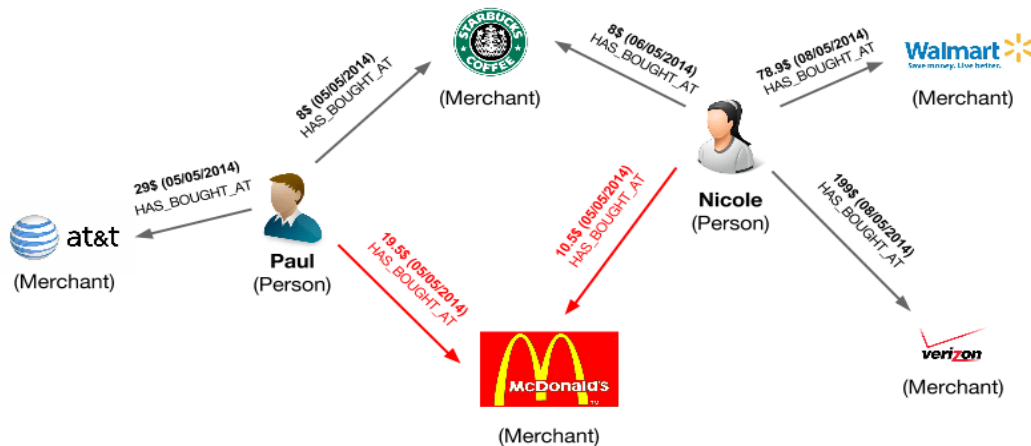 STARBUCKS
COFFEE
(Merchant)
8$ (05/05/2014)
HAS_BOUGHT_AT
8$ (06/05/2014)
HAS_BOUGHT_AT
78.9$ (08/05/2014)
HAS_BOUGHT_AT
Walmart
Save money. Live better.
(Merchant)
29$ (05/05/2014)
HAS_BOUGHT_AT
at&t
(Merchant)
Paul
(Person)
Nicole
(Person)
19.5$ (05/05/2014)
HAS_BOUGHT_AT
10.5$ (05/05/2014)
HAS_BOUGHT_AT
199$ (08/05/2014)
HAS_BOUGHT_AT
McDonald's
TM
(Merchant)
verizon
(Merchant)